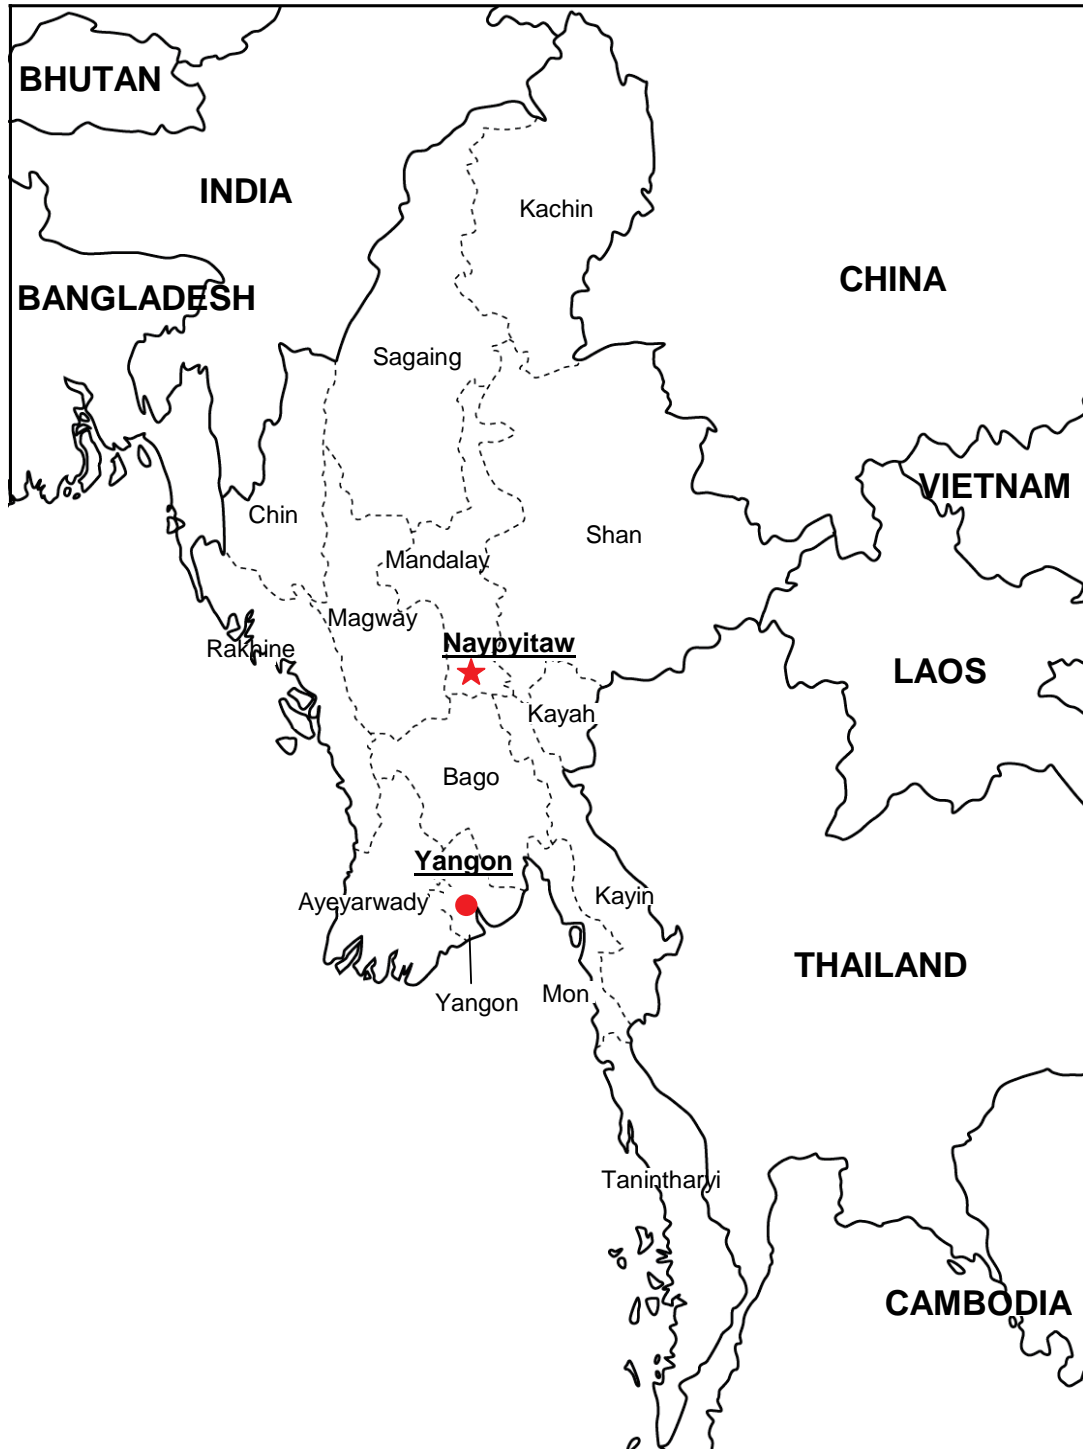 BHUTAN
INDIA
Kachin
CHINA
BANGLADESH
Sagaing
VIETNAM
Chin
Shan
Mandalay
Magway
Naypyitaw
Rakhine
LAOS
Kayah
Bago
Yangon
Kayin
Ayeyarwady
THAILAND
Mon
Yangon
Tanintharyi
CAMBODIA